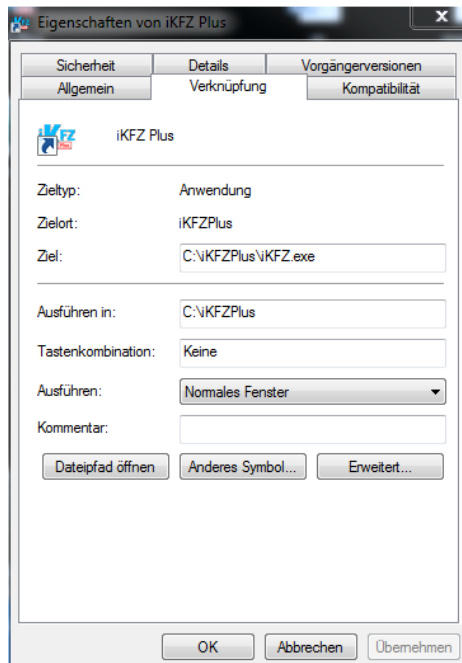 Eigenschaften von iKFZ Plus
Sicherheit Details Vorgängerversionen
Allgemein Verknüpfung Kompatibilität
iKFZ Plus
Zieltyp: Anwendung
Zielort: iKFZPlus
Ziel: C:\iKFZPlus\iKFZ.exe
Ausführen in: C:\iKFZPlus
Tastenkombination: Keine
Ausführen: Normales Fenster
Kommentar:
Dateipfad öffnen Anderes Symbol... Erweitert...
OK Abbrechen Übernehmen